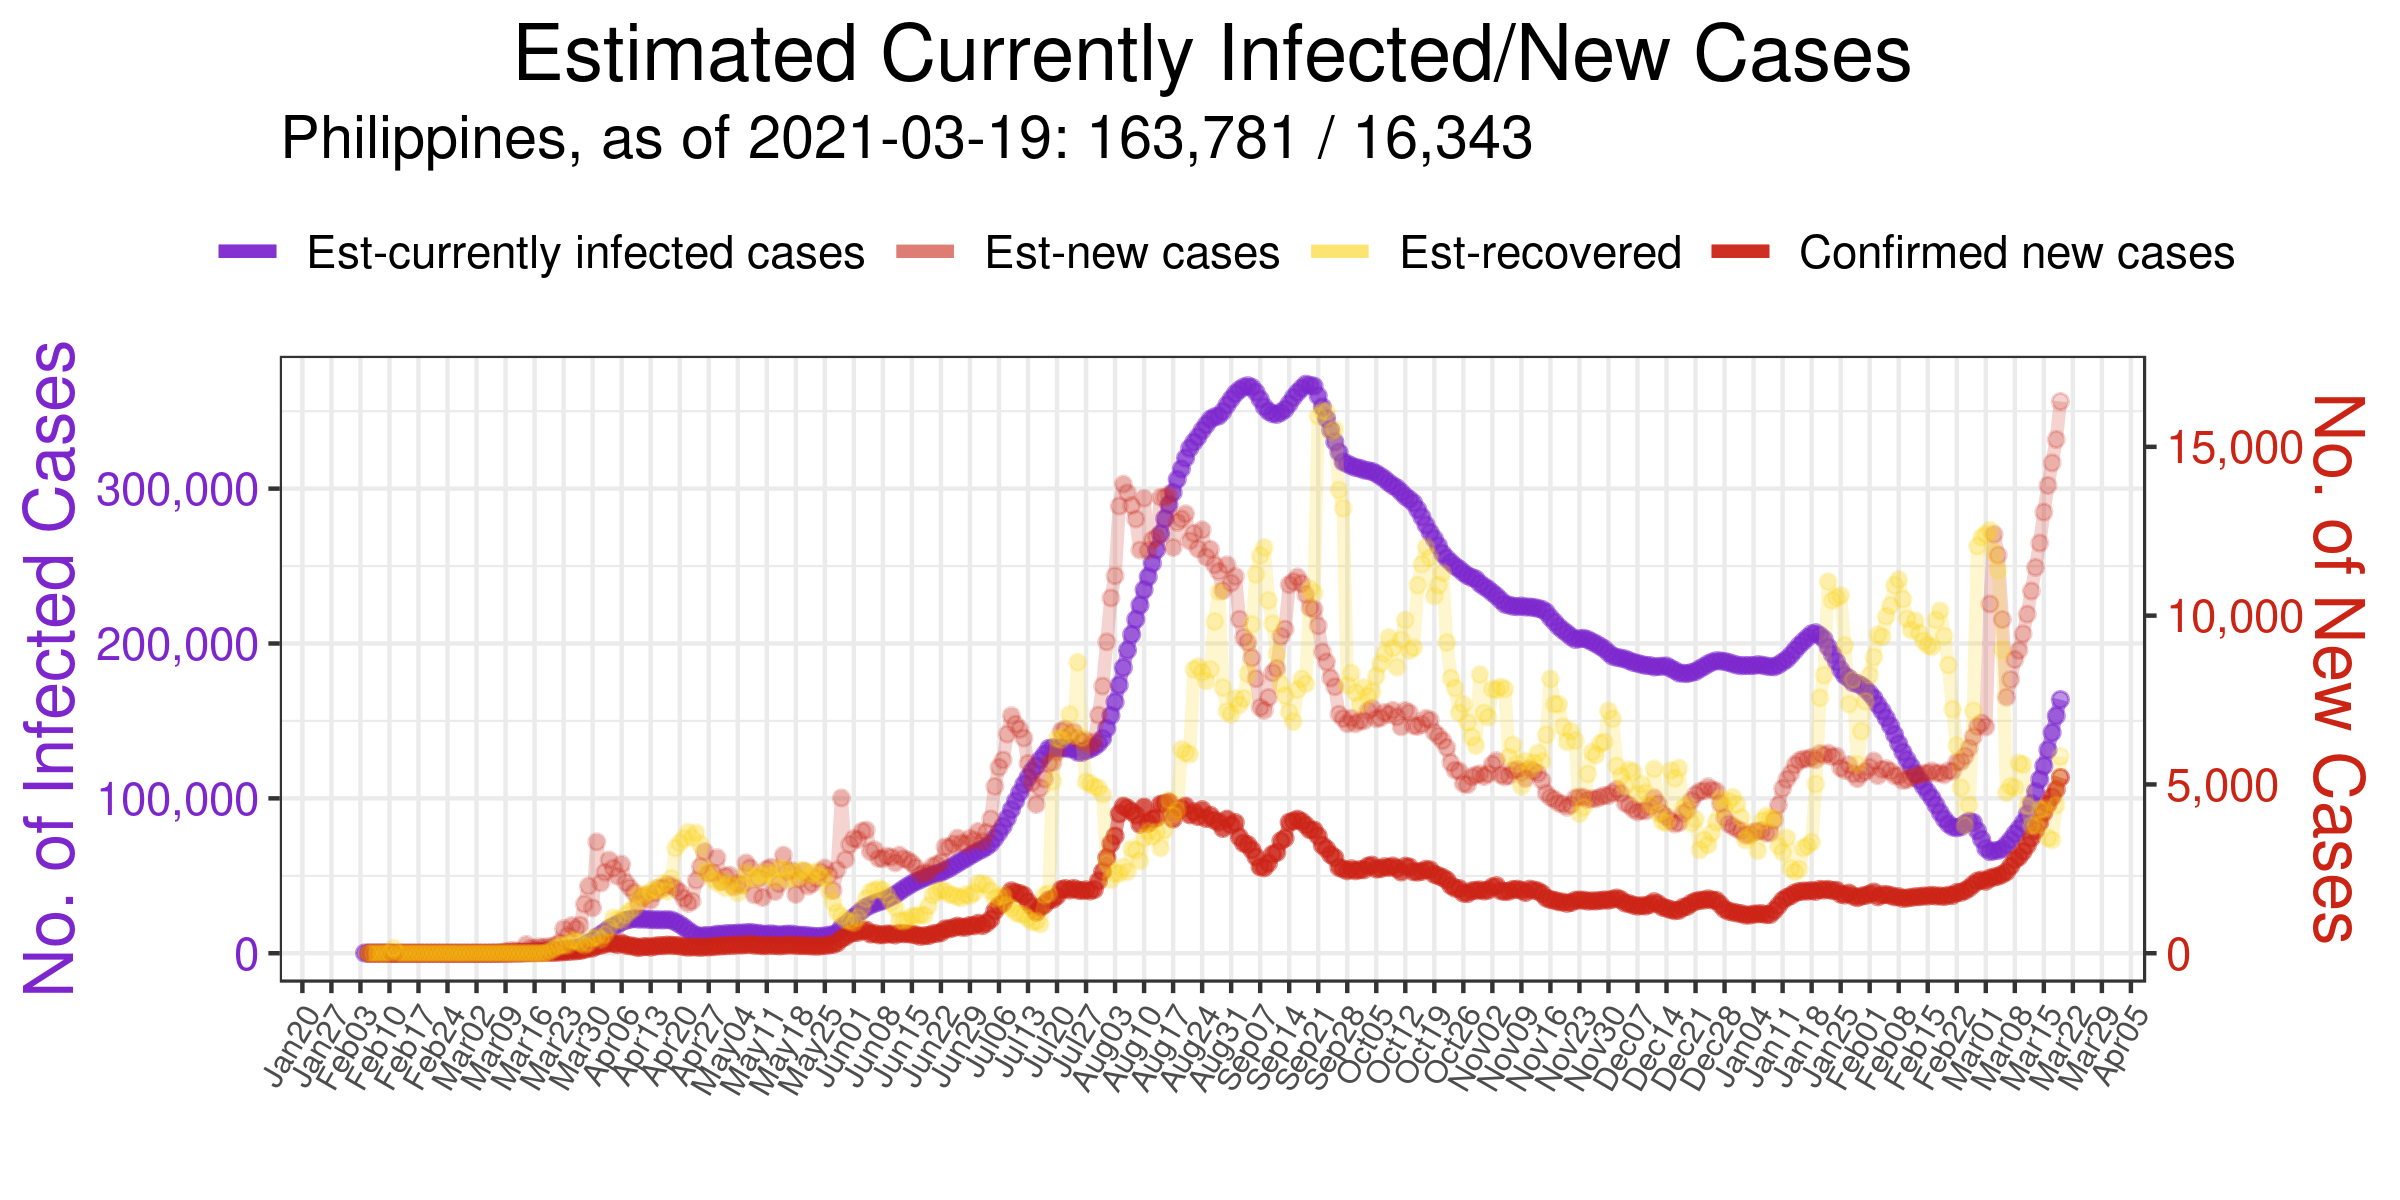 Estimated Currently Infected/New Cases
Philippines, as of 2021-03-19: 163,781 / 16,343
Est-currently infected cases Est-new cases Est-recovered Confirmed new cases
No. of Infected Cases
300,000
200,000
100,000
0
15,000
10,000
5,000
0
No. of New Cases
Jan20 Jan27 Feb03 Feb10 Feb17 Feb24 Mar02 Mar09 Mar16 Mar23 Mar30 Apr06 Apr13 Apr20 Apr27 May04 May11 May18 May25 Jun01 Jun08 Jun15 Jun22 Jun29 Jul06 Jul13 Jul20 Jul27 Aug03 Aug10 Aug17 Aug24 Aug31 Sep07 Sep14 Sep21 Sep28 Oct05 Oct12 Oct19 Oct26 Nov02 Nov09 Nov16 Nov23 Nov30 Dec07 Dec14 Dec21 Dec28 Jan04 Jan11 Jan18 Jan25 Feb01 Feb08 Feb15 Feb22 Mar01 Mar08 Mar15 Mar22 Mar29 Apr05